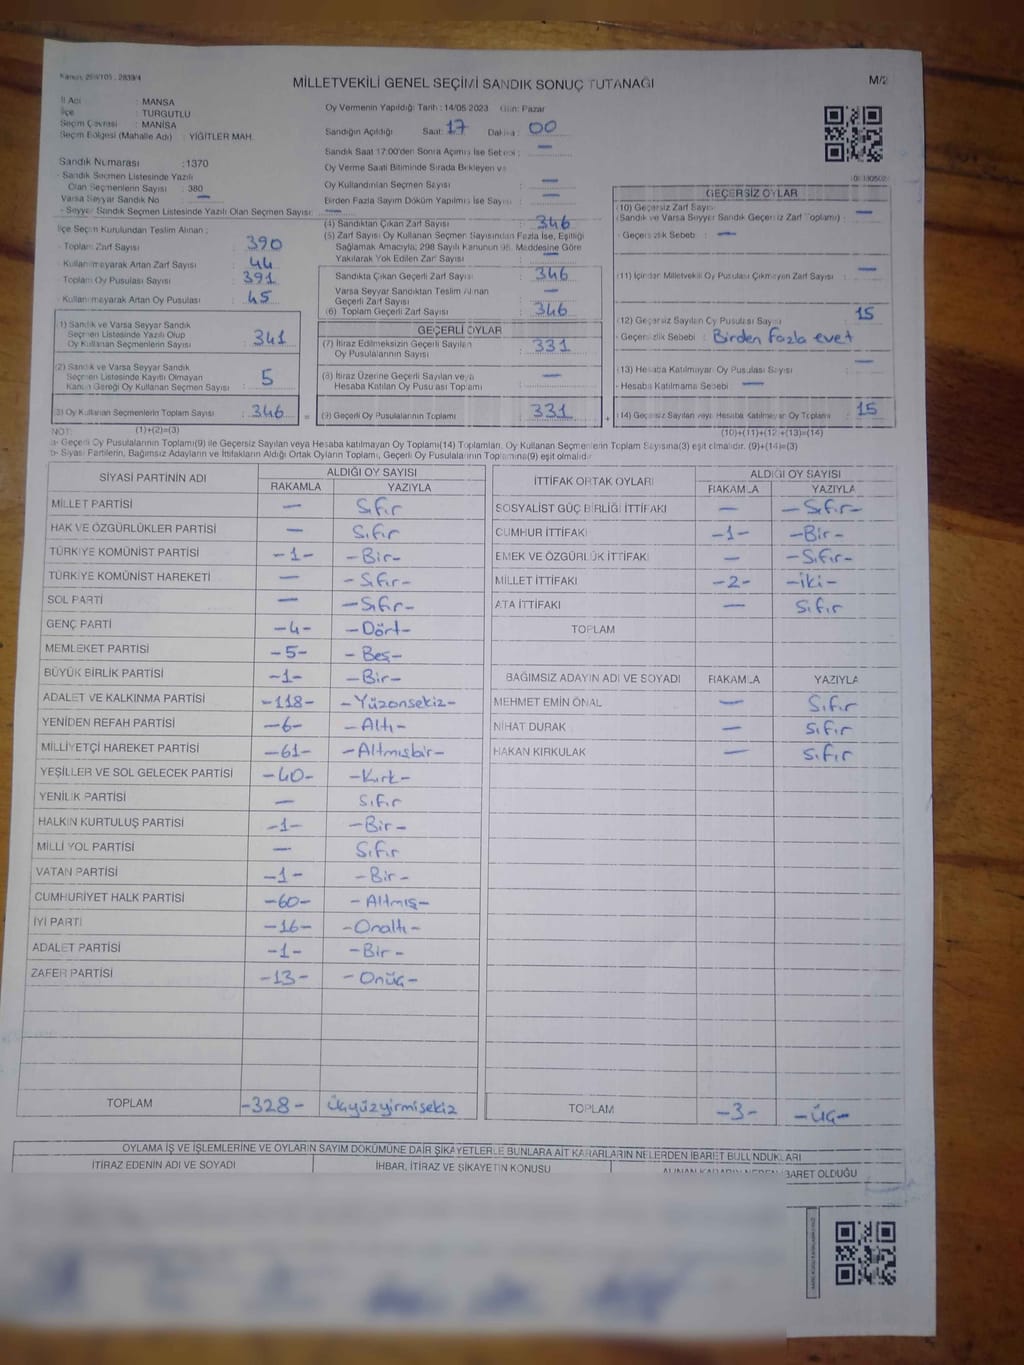 Kanun: 298/105, 2839/4
MİLLETVEKİLİ GENEL SEÇİMİ SANDIK SONUÇ TUTANAĞI
M/2
İl Adı : MANİSA
İlçe : TURGUTLU
Seçim Çevresi : MANİSA
Seçim Bölgesi (Mahalle Adı) : YİĞİTLER MAH.
Sandık Numarası : 1370
- Sandık Seçmen Listesinde Yazılı Olan Seçmenlerin Sayısı : 380
Varsa Seyyar Sandık No —
- Seyyar Sandık Seçmen Listesinde Yazılı Olan Seçmen Sayısı: —
İlçe Seçim Kurulundan Teslim Alınan :
- Toplam Zarf Sayısı 390
- Kullanılmayarak Artan Zarf Sayısı 44
Toplam Oy Pusulası Sayısı 391
- Kullanılmayarak Artan Oy Pusulası 45
(1) Sandık ve Varsa Seyyar Sandık Seçmen Listesinde Yazılı Olup Oy Kullanan Seçmenlerin Sayısı : 341
(2) Sandık ve Varsa Seyyar Sandık Seçmen Listesinde Kayıtlı Olmayan Kanun Gereği Oy Kullanan Seçmen Sayısı : 5
(3) Oy Kullanan Seçmenlerin Toplam Sayısı : 346
(1)+(2)=(3)
Oy Vermenin Yapıldığı: Tarih : 14/05/2023 Gün: Pazar
Sandığın Açıldığı Saat: 17 Dakika : 00
Sandık Saat 17:00'den Sonra Açılmış İse Sebebi : —
Oy Verme Saati Bitiminde Sırada Bekleyen ve
Oy Kullandırılan Seçmen Sayısı : —
Birden Fazla Sayım Döküm Yapılmış İse Sayısı : —
(4) Sandıktan Çıkan Zarf Sayısı : 346
(5) Zarf Sayısı Oy Kullanan Seçmen Sayısından Fazla İse, Eşitliği Sağlamak Amacıyla; 298 Sayılı Kanunun 98. Maddesine Göre Yakılarak Yok Edilen Zarf Sayısı —
Sandıkta Çıkan Geçerli Zarf Sayısı : 346
Varsa Seyyar Sandıktan Teslim Alınan Geçerli Zarf Sayısı : —
(6) Toplam Geçerli Zarf Sayısı : 346
GEÇERLİ OYLAR
(7) İtiraz Edilmeksizin Geçerli Sayılan Oy Pusulalarının Sayısı : 331
(8) İtiraz Üzerine Geçerli Sayılan veya Hesaba Katılan Oy Pusulası Toplamı : —
= (9) Geçerli Oy Pusulalarının Toplamı : 331 +
GEÇERSİZ OYLAR
(10) Geçersiz Zarf Sayısı (Sandık ve Varsa Seyyar Sandık Geçersiz Zarf Toplamı) : —
- Geçersizlik Sebebi : —
(11) İçinden Milletvekili Oy Pusulası Çıkmayan Zarf Sayısı : —
(12) Geçersiz Sayılan Oy Pusulası Sayısı : 15
- Geçersizlik Sebebi : Birden fazla evet
(13) Hesaba Katılmayan Oy Pusulası Sayısı : —
- Hesaba Katılmama Sebebi : —
(14) Geçersiz Sayılan veya Hesaba Katılmayan Oy Toplamı : 15
(10)+(11)+(12)+(13)=(14)
NOT:
a- Geçerli Oy Pusulalarının Toplamı(9) ile Geçersiz Sayılan veya Hesaba Katılmayan Oy Toplamı(14) Toplamları, Oy Kullanan Seçmenlerin Toplam Sayısına(3) eşit olmalıdır. (9)+(14)=(3)
b- Siyasi Partilerin, Bağımsız Adayların ve İttifakların Aldığı Ortak Oyların Toplamı, Geçerli Oy Pusulalarının Toplamına(9) eşit olmalıdır.
SİYASİ PARTİNİN ADI ALDIĞI OY SAYISI
RAKAMLA YAZIYLA
MİLLET PARTİSİ — Sıfır
HAK VE ÖZGÜRLÜKLER PARTİSİ — Sıfır
TÜRKİYE KOMÜNİST PARTİSİ -1- -Bir-
TÜRKİYE KOMÜNİST HAREKETİ — -Sıfır-
SOL PARTİ — -Sıfır-
GENÇ PARTİ -4- -Dört-
MEMLEKET PARTİSİ -5- -Beş-
BÜYÜK BİRLİK PARTİSİ -1- -Bir-
ADALET VE KALKINMA PARTİSİ -118- -Yüzonsekiz-
YENİDEN REFAH PARTİSİ -6- -Altı-
MİLLİYETÇİ HAREKET PARTİSİ -61- -Altmışbir-
YEŞİLLER VE SOL GELECEK PARTİSİ -40- -Kırk-
YENİLİK PARTİSİ — Sıfır
HALKIN KURTULUŞ PARTİSİ -1- -Bir-
MİLLİ YOL PARTİSİ — Sıfır
VATAN PARTİSİ -1- -Bir-
CUMHURİYET HALK PARTİSİ -60- -Altmış-
İYİ PARTİ -16- -Onaltı-
ADALET PARTİSİ -1- -Bir-
ZAFER PARTİSİ -13- -Onüç-
TOPLAM -328- Üçyüzyirmisekiz
İTTİFAK ORTAK OYLARI ALDIĞI OY SAYISI
RAKAMLA YAZIYLA
SOSYALİST GÜÇ BİRLİĞİ İTTİFAKI — -Sıfır-
CUMHUR İTTİFAKI -1- -Bir-
EMEK VE ÖZGÜRLÜK İTTİFAKI — -Sıfır-
MİLLET İTTİFAKI -2- -İki-
ATA İTTİFAKI — Sıfır
TOPLAM
BAĞIMSIZ ADAYIN ADI VE SOYADI RAKAMLA YAZIYLA
MEHMET EMİN ÖNAL — Sıfır
NİHAT DURAK — Sıfır
HAKAN KIRKULAK — Sıfır
TOPLAM -3- -Üç-
OYLAMA İŞ VE İŞLEMLERİNE VE OYLARIN SAYIM DÖKÜMÜNE DAİR ŞİKAYETLERLE BUNLARA AİT KARARLARIN NELERDEN İBARET BULUNDUKLARI
İTİRAZ EDENİN ADI VE SOYADI İHBAR, İTİRAZ VE ŞİKAYETİN KONUSU ALINAN KARARIN NEDEN İBARET OLDUĞU